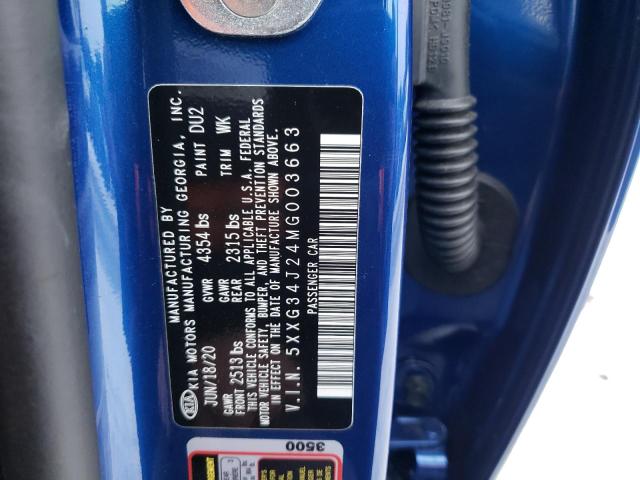 MANUFACTURED BY
KIA KIA MOTORS MANUFACTURING GEORGIA, INC.
JUN/18/20 GVWR 4354 lbs PAINT DU2
GAWR FRONT 2513 lbs GAWR REAR 2315 lbs TRIM WK
THIS VEHICLE CONFORMS TO ALL APPLICABLE U.S.A. FEDERAL
MOTOR VEHICLE SAFETY, BUMPER, AND THEFT PREVENTION STANDARDS
IN EFFECT ON THE DATE OF MANUFACTURE SHOWN ABOVE.
V.I.N. 5XXG34J24MG003663
PASSENGER CAR
3500